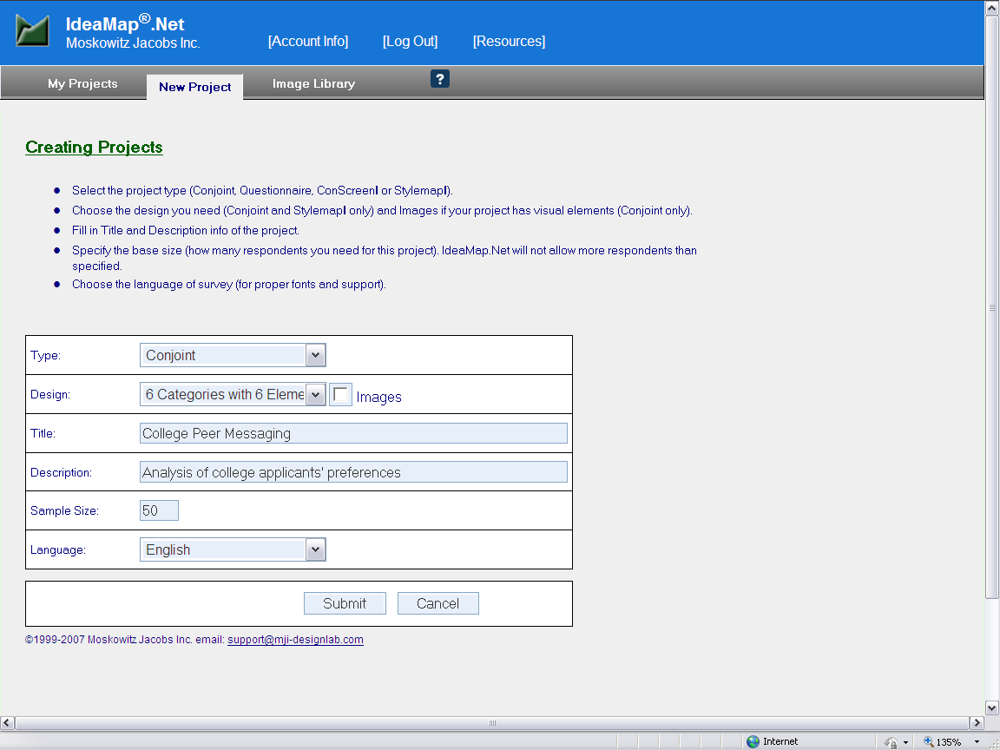 IdeaMap®.Net
Moskowitz Jacobs Inc.
[Account Info] [Log Out] [Resources]
My Projects New Project Image Library ?
Creating Projects
• Select the project type (Conjoint, Questionnaire, ConScreenI or StylemapI).
• Choose the design you need (Conjoint and StylemapI only) and Images if your project has visual elements (Conjoint only).
• Fill in Title and Description info of the project.
• Specify the base size (how many respondents you need for this project). IdeaMap.Net will not allow more respondents than
specified.
• Choose the language of survey (for proper fonts and support).
Type: Conjoint
Design: 6 Categories with 6 Eleme Images
Title: College Peer Messaging
Description: Analysis of college applicants' preferences
Sample Size: 50
Language: English
Submit Cancel
©1999-2007 Moskowitz Jacobs Inc. email: support@mji-designlab.com
Internet 135%